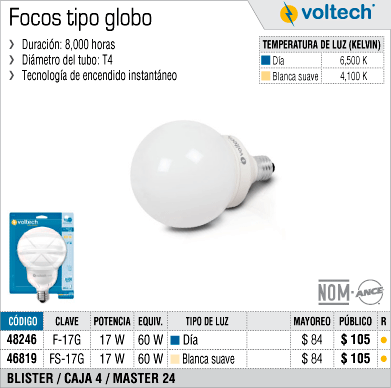 Focos tipo globo
voltech®
Duración: 8,000 horas
Diámetro del tubo: T4
Tecnología de encendido instantáneo
TEMPERATURA DE LUZ (KELVIN)
Día 6,500 K
Blanca suave 4,100 K
voltech
NOM-ANCE
CÓDIGO CLAVE POTENCIA EQUIV. TIPO DE LUZ MAYOREO PÚBLICO R
48246 F-17G 17 W 60 W Día $ 84 $ 105
46819 FS-17G 17 W 60 W Blanca suave $ 84 $ 105
BLISTER / CAJA 4 / MASTER 24